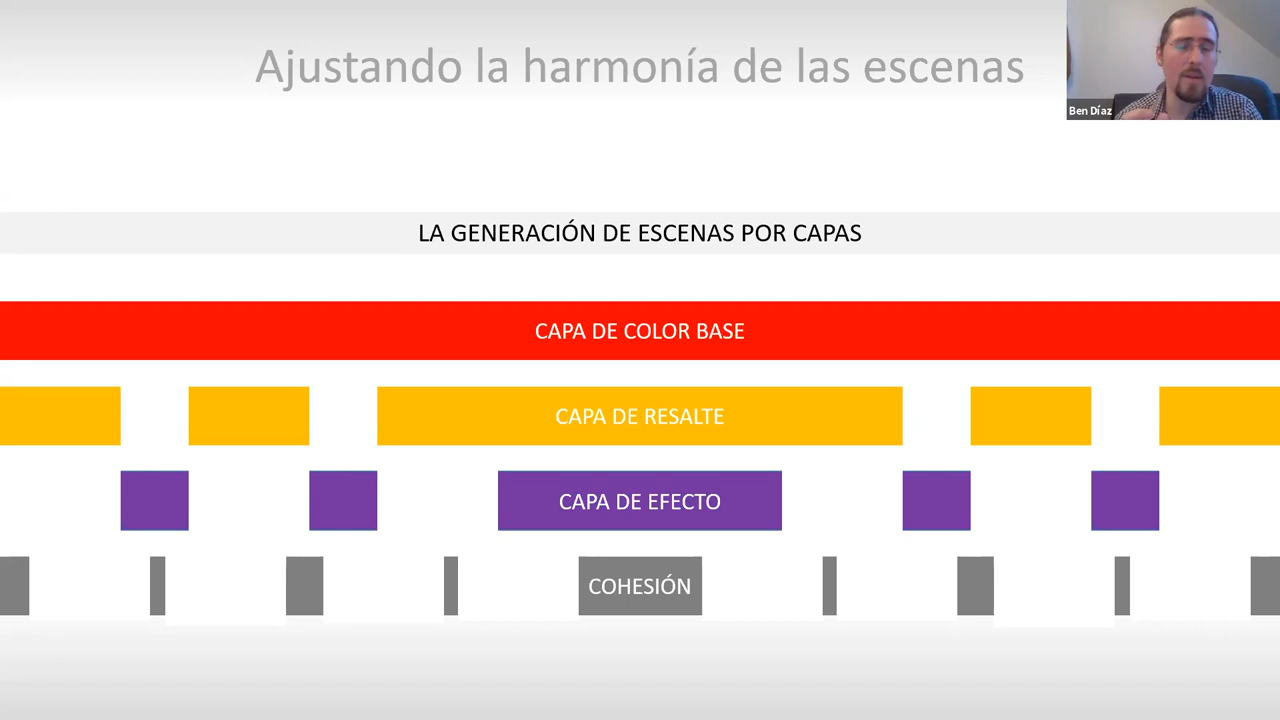 Ajustando la harmonía de las escenas
Ben Díaz
LA GENERACIÓN DE ESCENAS POR CAPAS
CAPA DE COLOR BASE
CAPA DE RESALTE
CAPA DE EFECTO
COHESIÓN